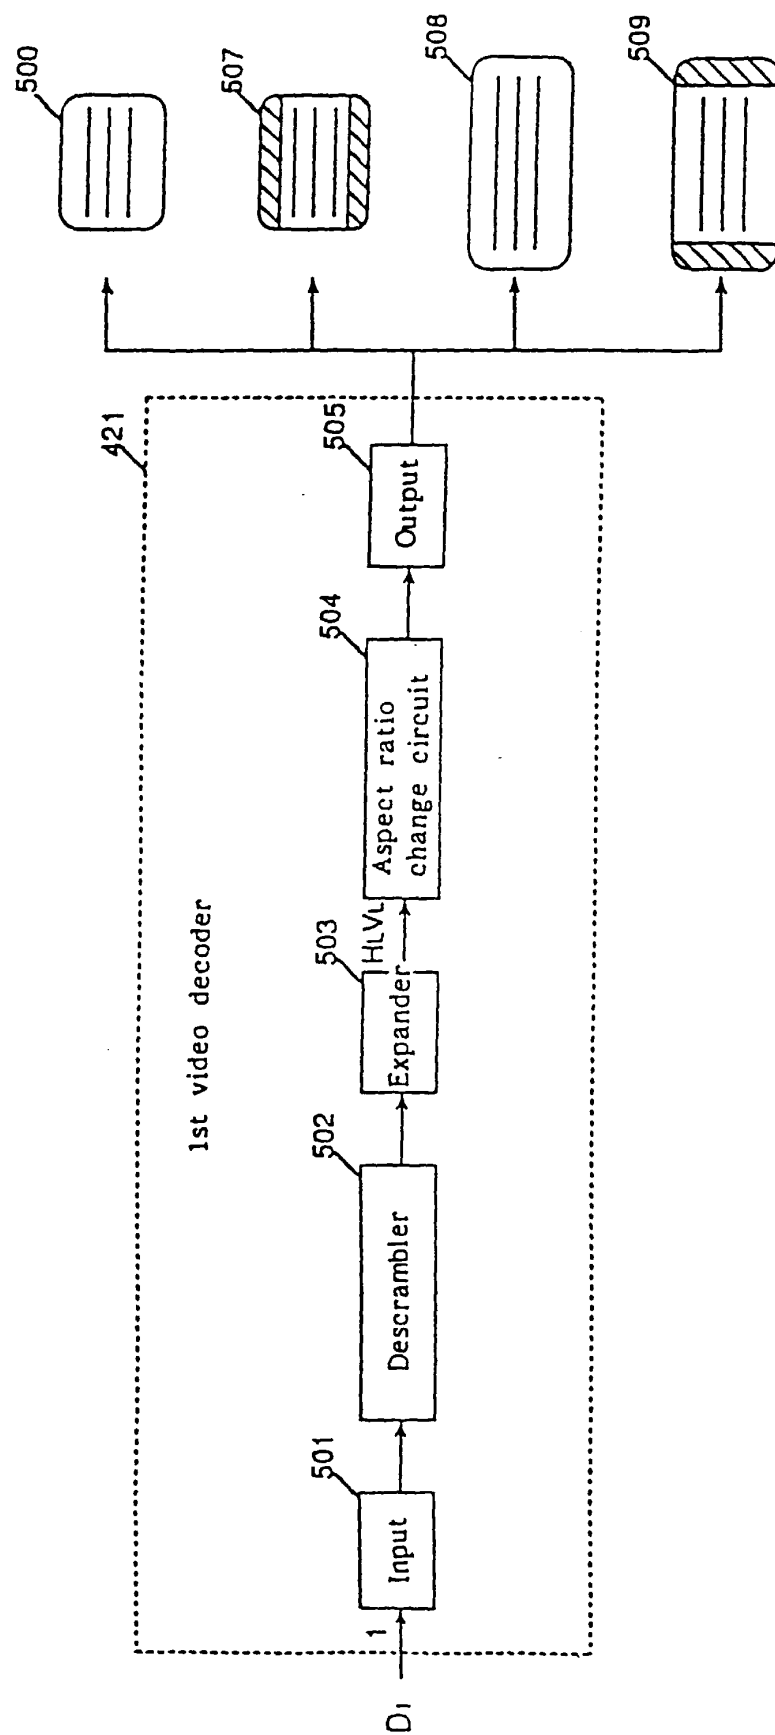 421
1st video decoder
D1
1
501
Input
502
Descrambler
503
Expander
HLVL
504
Aspect ratio
change circuit
505
Output
500
507
508
509